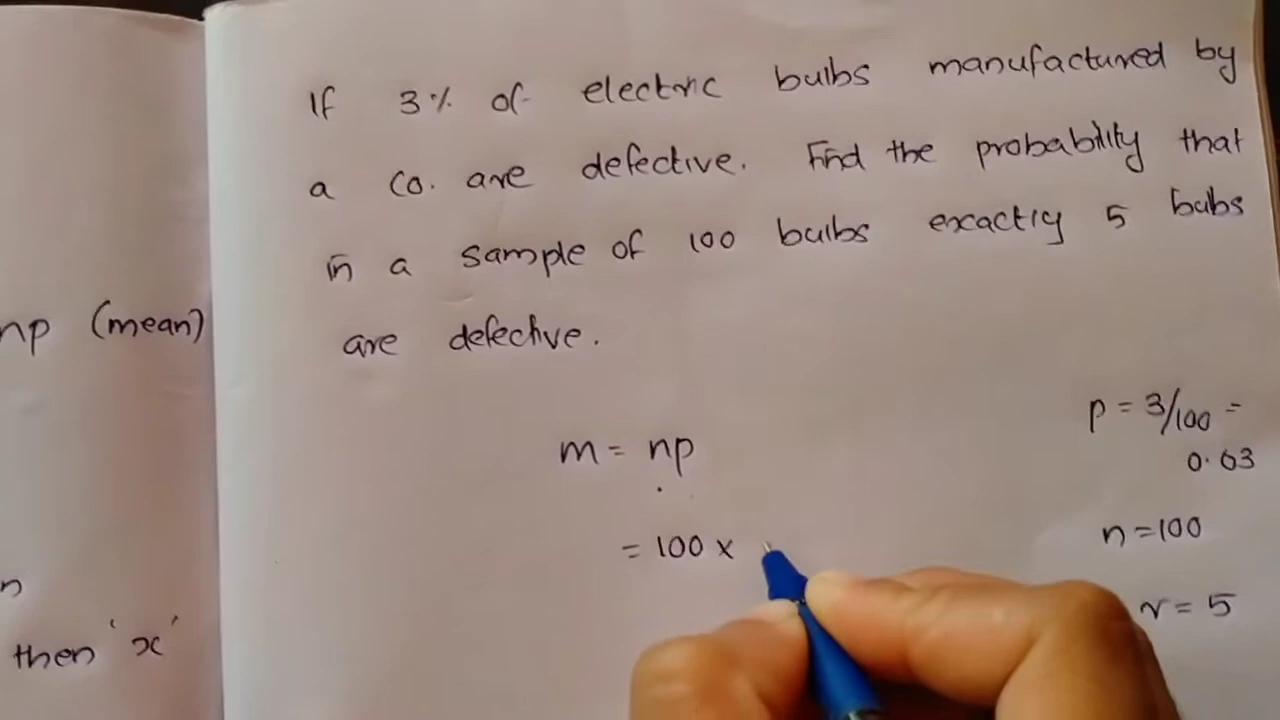 If 3% of electric bulbs manufactured by
a co. are defective. Find the probability that
in a sample of 100 bulbs exactly 5 bubs
are defective.
np (mean)
n
then 'x'
m = np
= 100 x
p = 3/100 =
0.03
n = 100
r = 5